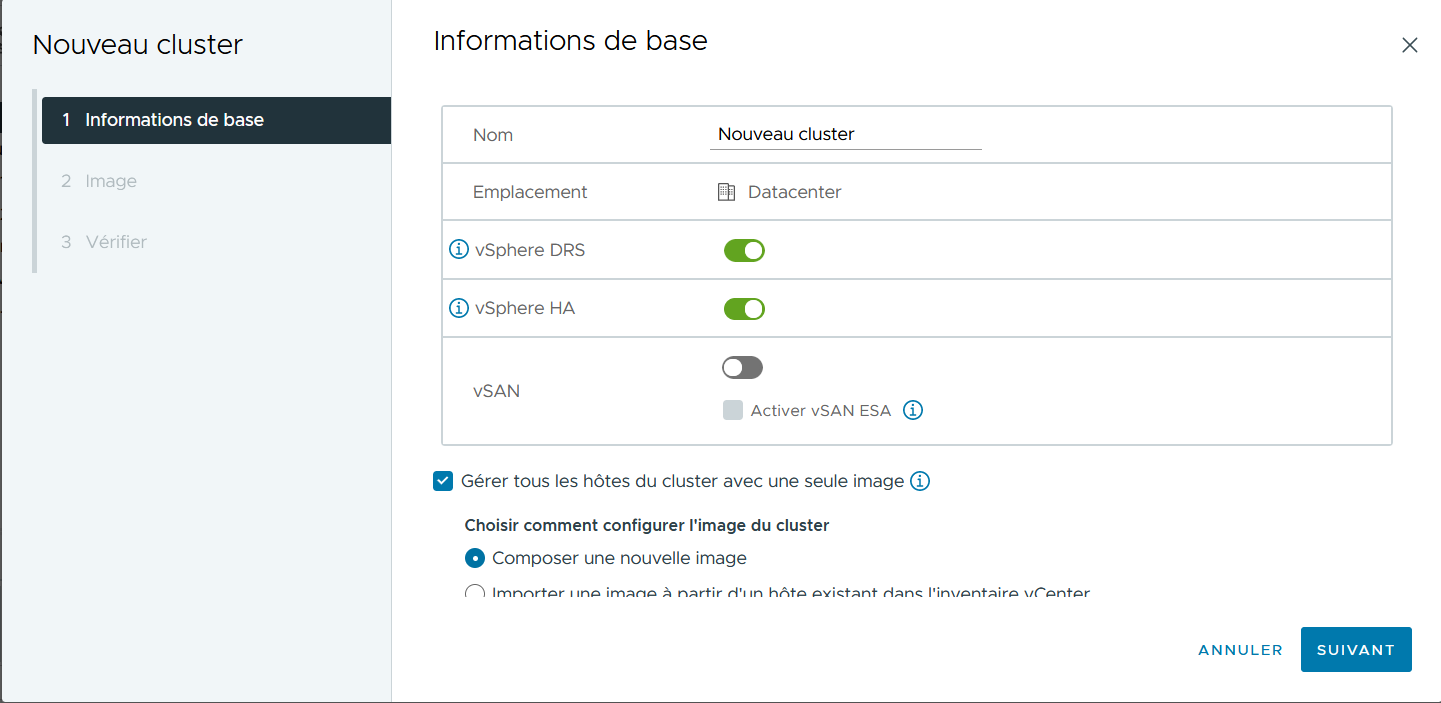 Nouveau cluster
1 Informations de base
2 Image
3 Vérifier
Informations de base
Nom Nouveau cluster
Emplacement Datacenter
vSphere DRS
vSphere HA
vSAN
Activer vSAN ESA
Gérer tous les hôtes du cluster avec une seule image
Choisir comment configurer l'image du cluster
Composer une nouvelle image
Importer une image à partir d'un hôte existant dans l'inventaire vCenter
ANNULER SUIVANT